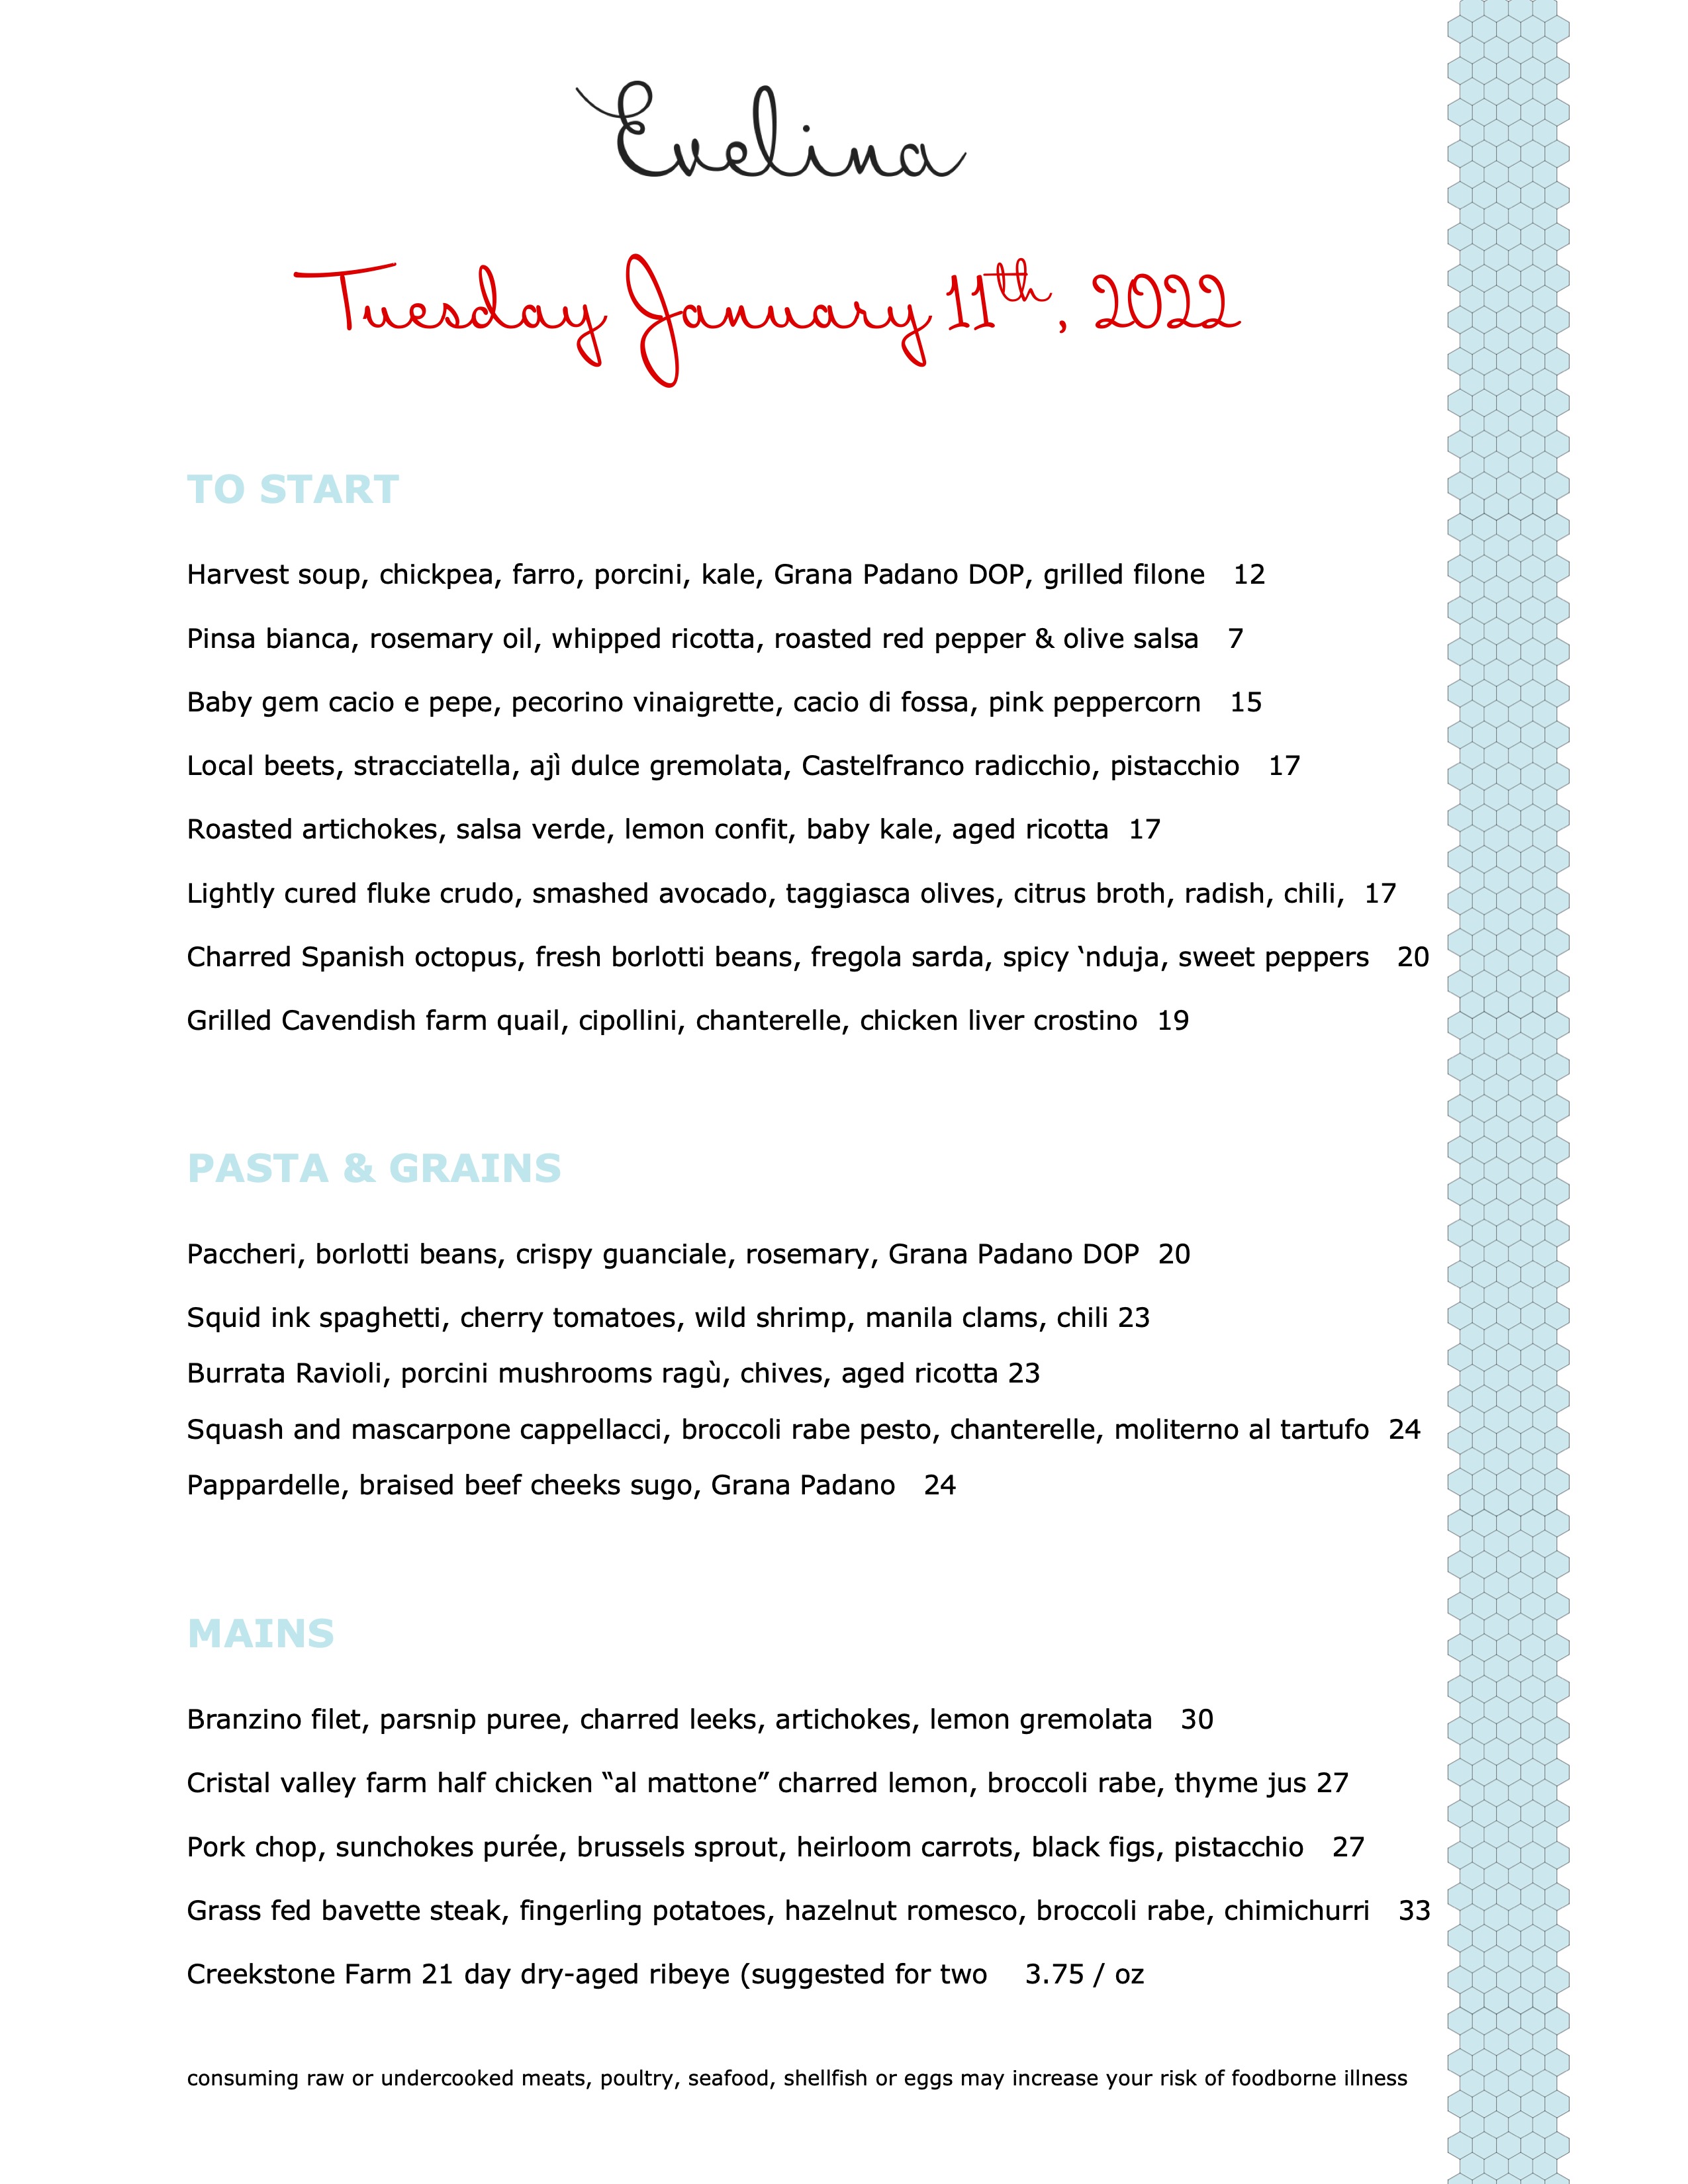 Evelina
Tuesday January 11th, 2022
TO START
Harvest soup, chickpea, farro, porcini, kale, Grana Padano DOP, grilled filone 12
Pinsa bianca, rosemary oil, whipped ricotta, roasted red pepper & olive salsa 7
Baby gem cacio e pepe, pecorino vinaigrette, cacio di fossa, pink peppercorn 15
Local beets, stracciatella, ajì dulce gremolata, Castelfranco radicchio, pistacchio 17
Roasted artichokes, salsa verde, lemon confit, baby kale, aged ricotta 17
Lightly cured fluke crudo, smashed avocado, taggiasca olives, citrus broth, radish, chili, 17
Charred Spanish octopus, fresh borlotti beans, fregola sarda, spicy ‘nduja, sweet peppers 20
Grilled Cavendish farm quail, cipollini, chanterelle, chicken liver crostino 19
PASTA & GRAINS
Paccheri, borlotti beans, crispy guanciale, rosemary, Grana Padano DOP 20
Squid ink spaghetti, cherry tomatoes, wild shrimp, manila clams, chili 23
Burrata Ravioli, porcini mushrooms ragù, chives, aged ricotta 23
Squash and mascarpone cappellacci, broccoli rabe pesto, chanterelle, moliterno al tartufo 24
Pappardelle, braised beef cheeks sugo, Grana Padano 24
MAINS
Branzino filet, parsnip puree, charred leeks, artichokes, lemon gremolata 30
Cristal valley farm half chicken “al mattone” charred lemon, broccoli rabe, thyme jus 27
Pork chop, sunchokes purée, brussels sprout, heirloom carrots, black figs, pistacchio 27
Grass fed bavette steak, fingerling potatoes, hazelnut romesco, broccoli rabe, chimichurri 33
Creekstone Farm 21 day dry-aged ribeye (suggested for two 3.75 / oz
consuming raw or undercooked meats, poultry, seafood, shellfish or eggs may increase your risk of foodborne illness